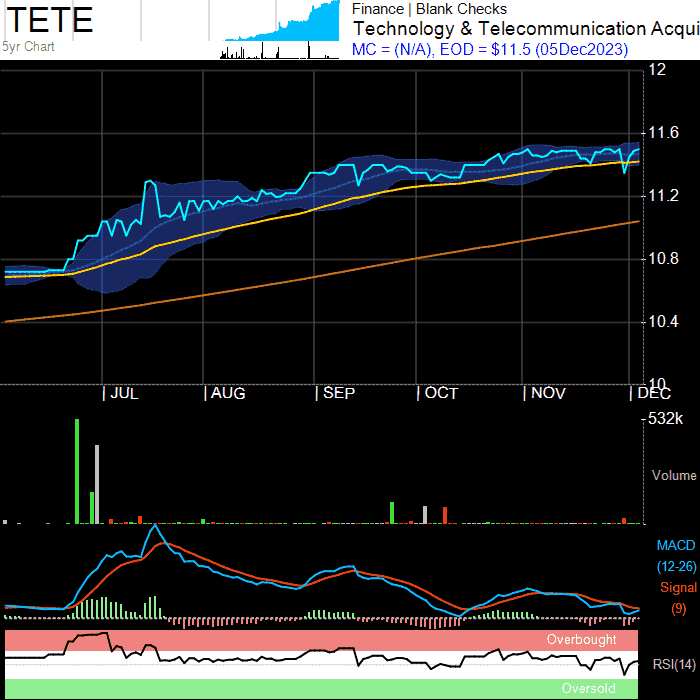 TETE
5yr Chart
Finance | Blank Checks
Technology & Telecommunication Acqui
MC = (N/A), EOD = $11.5 (05Dec2023)
12
11.6
11.2
10.8
10.4
10
| JUL | AUG | SEP | OCT | NOV | DEC
532k
Volume
MACD
(12-26)
Signal
(9)
Overbought
RSI(14)
Oversold